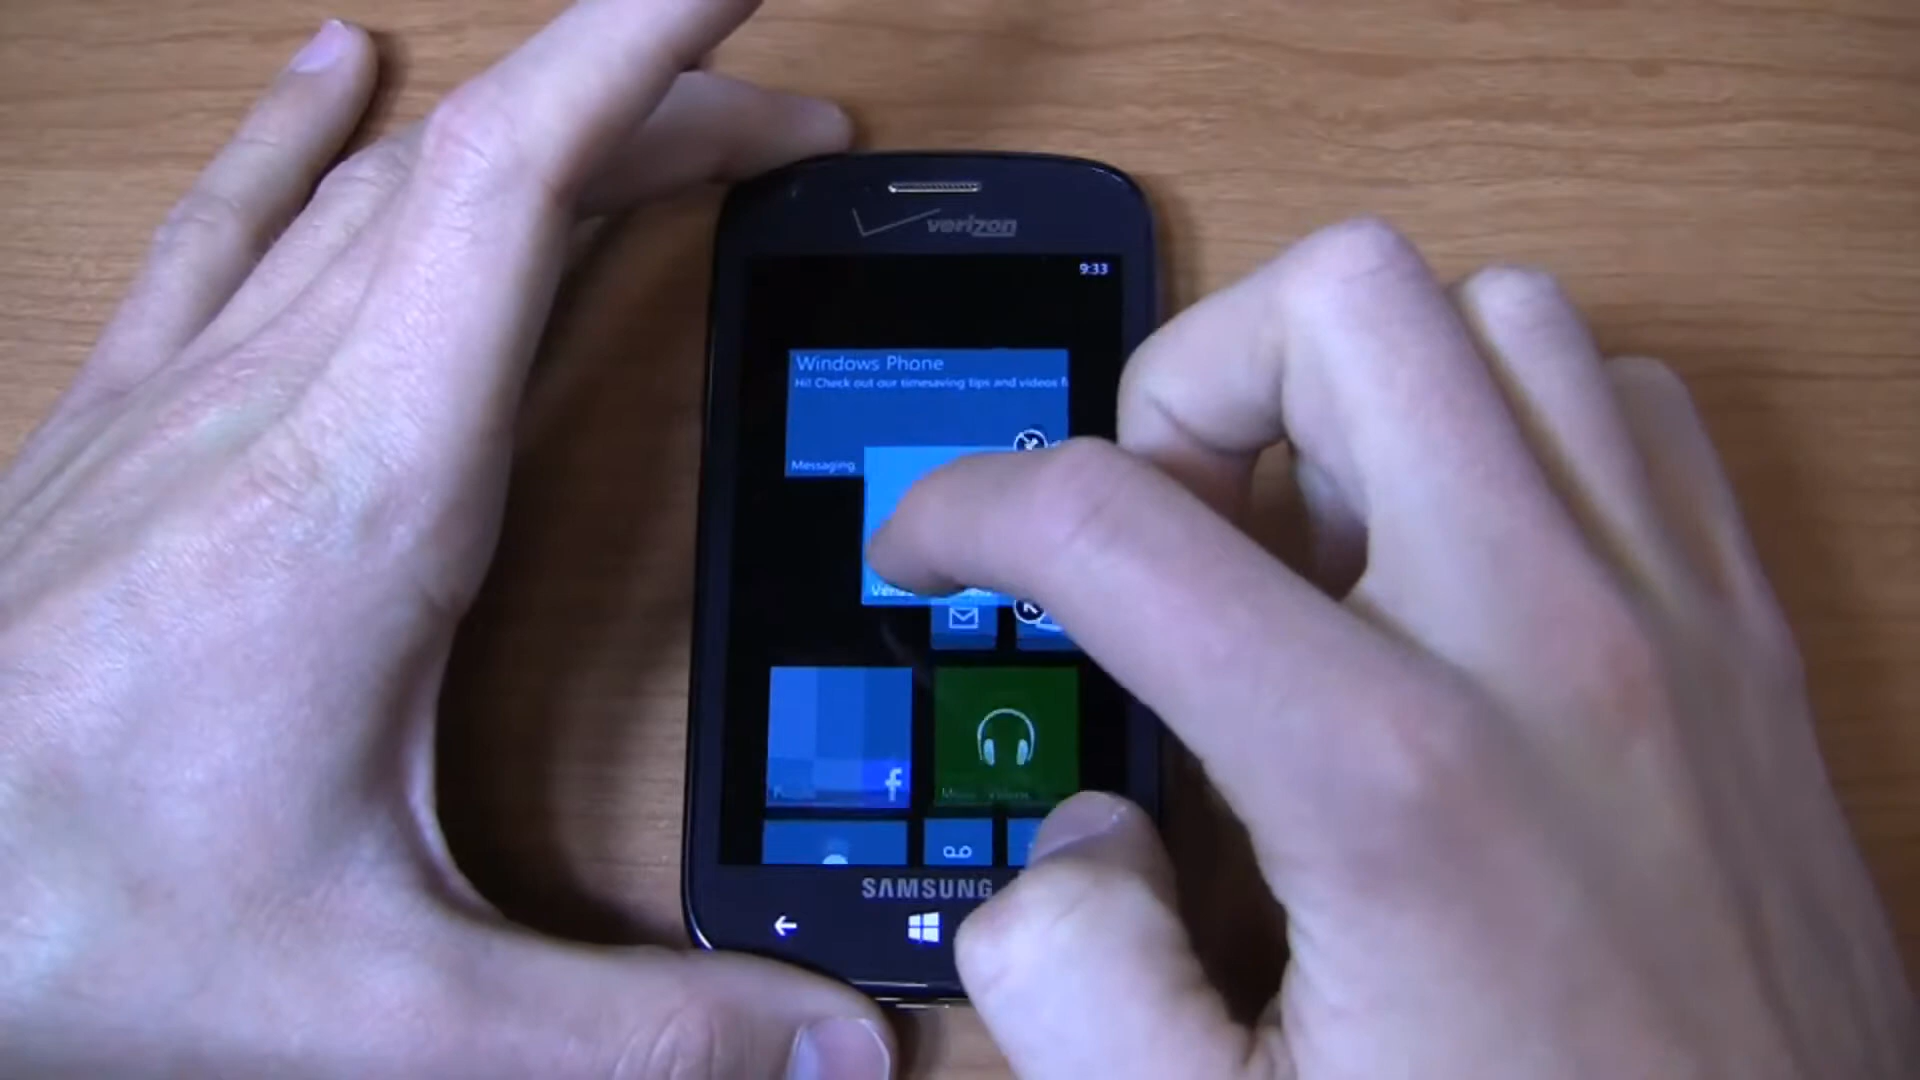 verizon
9:33
Windows Phone
Hi! Check out our timesaving tips and videos
Messaging
f
SAMSUNG